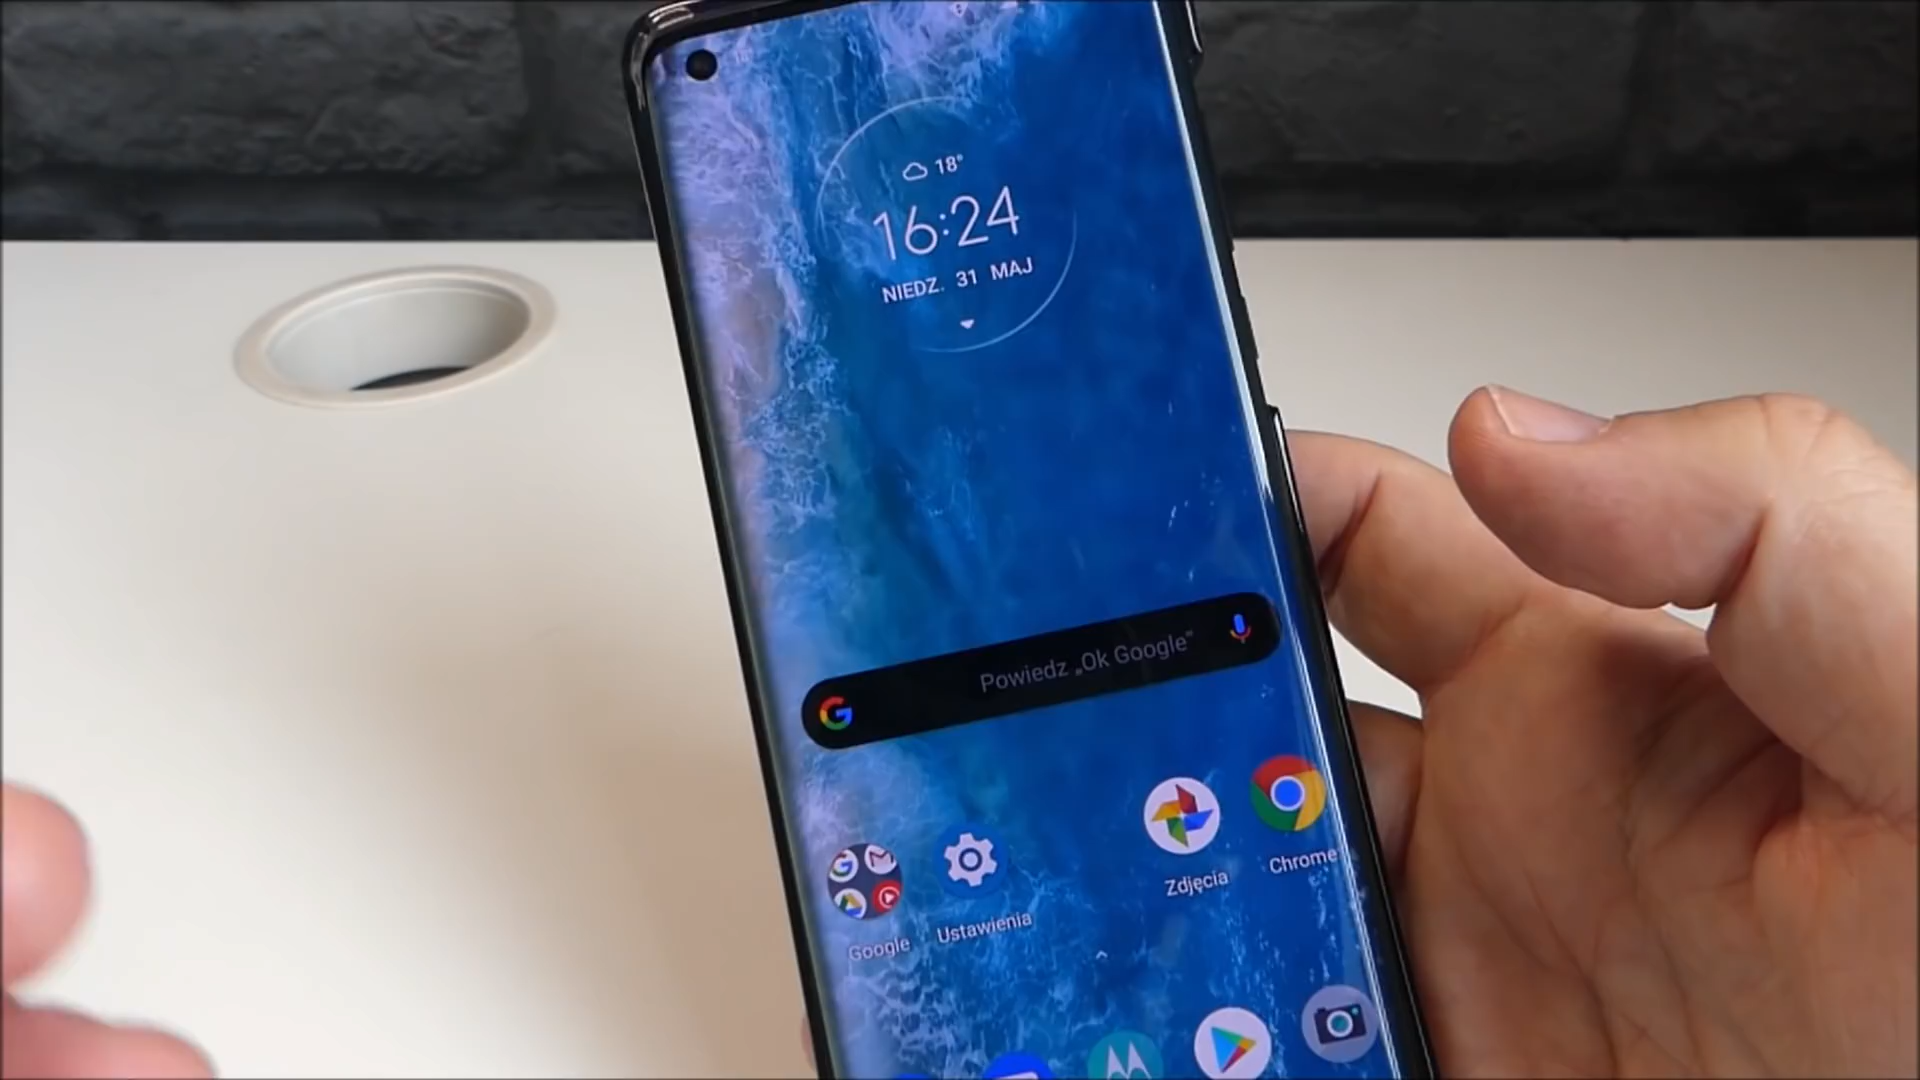 18°
16:24
NIEDZ. 31 MAJ
Powiedz „Ok Google”
Google
Ustawienia
Zdjęcia
Chrome